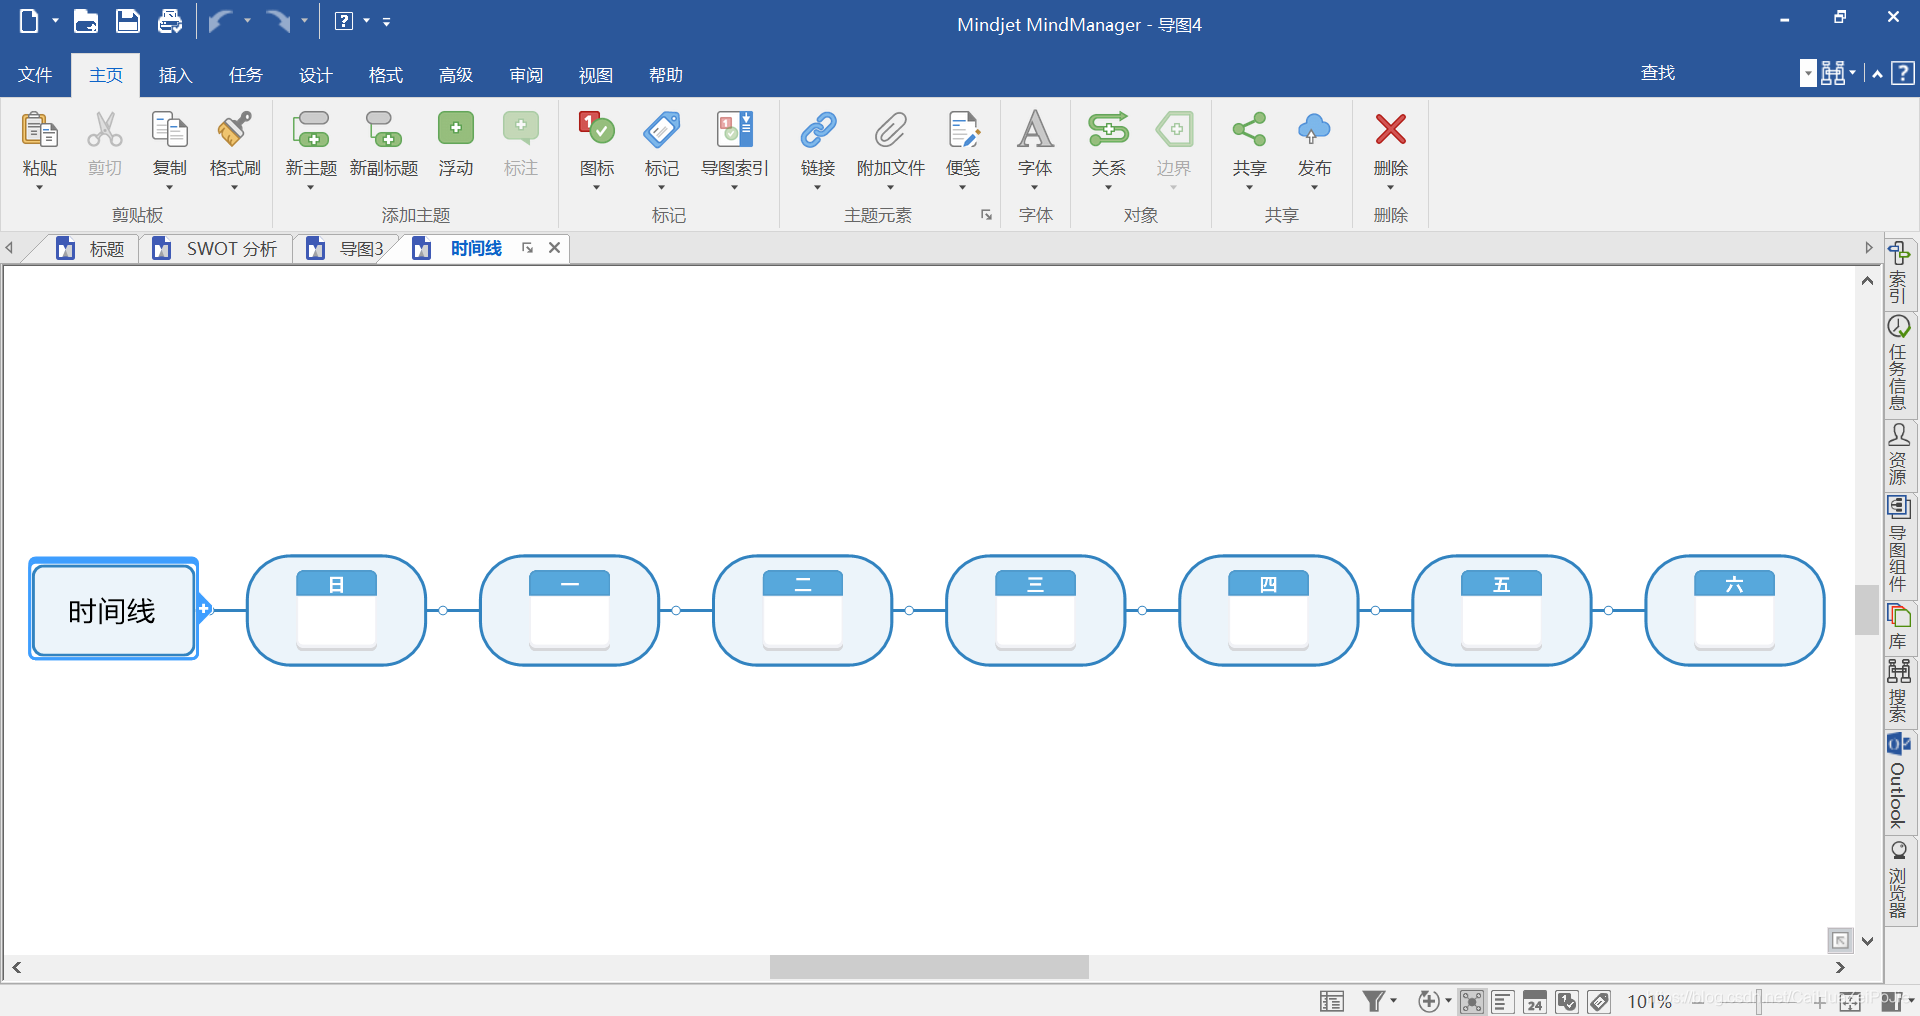 Mindjet MindManager - 导图4
文件 主页 插入 任务 设计 格式 高级 审阅 视图 帮助 查找
粘贴 剪切 复制 格式刷 新主题 新副标题 浮动 标注 图标 标记 导图索引 链接 附加文件 便笺 字体 关系 边界 共享 发布 删除
剪贴板 添加主题 标记 主题元素 字体 对象 共享 删除
标题 SWOT 分析 导图3 时间线
时间线
日 一 二 三 四 五 六
索引
任务信息
资源
导图组件
库
搜索
Outlook
浏览器
24
101%